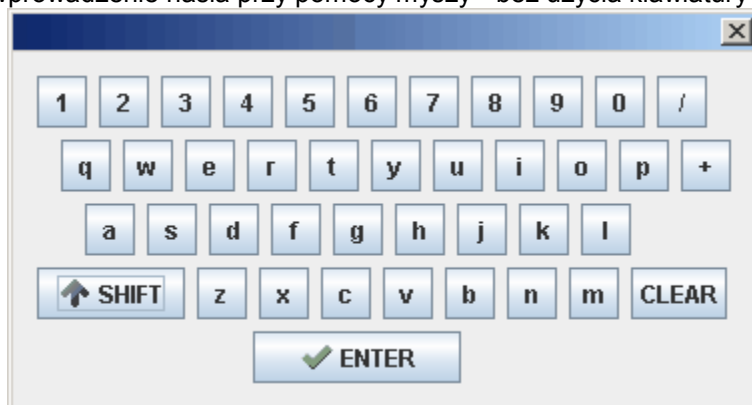 wprowadzenie hasła przy pomocy myszy - bez użycia klawiatury
1 2 3 4 5 6 7 8 9 0 /
q w e r t y u i o p +
a s d f g h j k l
SHIFT z x c v b n m CLEAR
ENTER